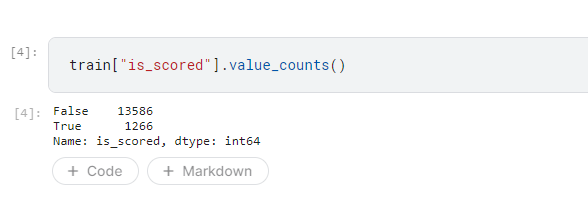 [4]:
train["is_scored"].value_counts()
[4]:
False    13586
True      1266
Name: is_scored, dtype: int64
+ Code
+ Markdown